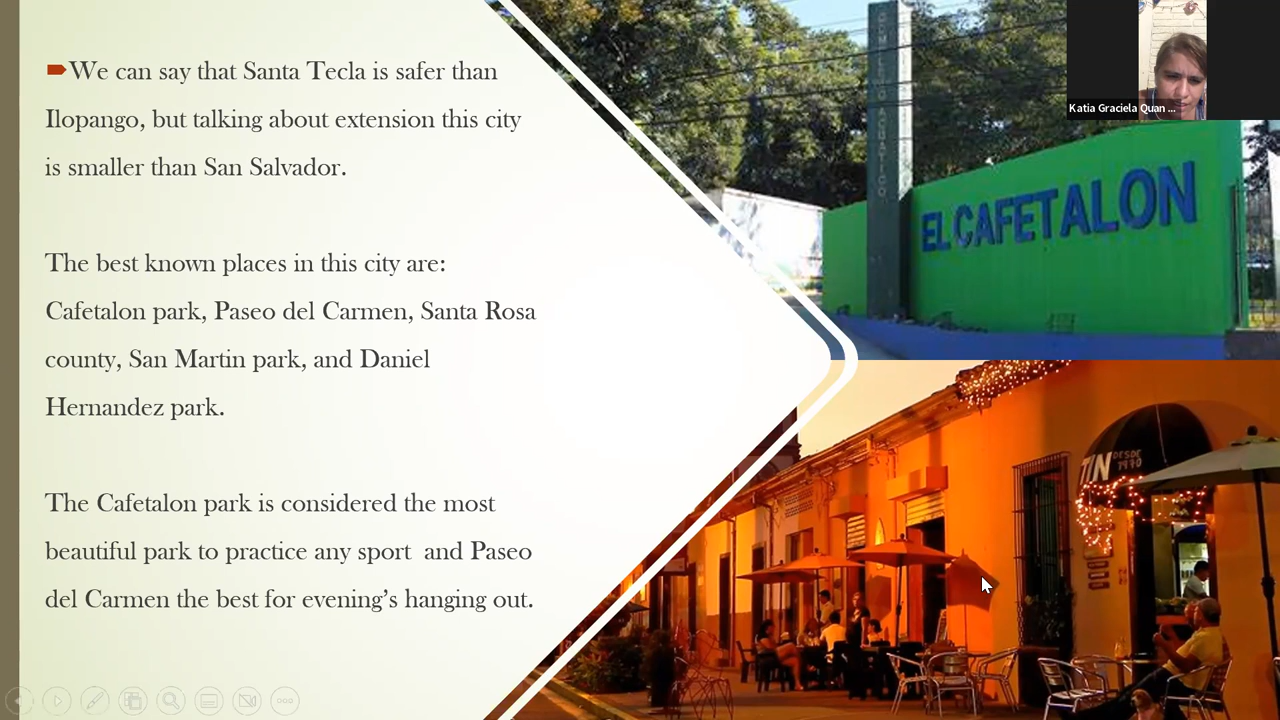 We can say that Santa Tecla is safer than
Ilopango, but talking about extension this city
is smaller than San Salvador.
The best known places in this city are:
Cafetalon park, Paseo del Carmen, Santa Rosa
county, San Martin park, and Daniel
Hernandez park.
The Cafetalon park is considered the most
beautiful park to practice any sport and Paseo
del Carmen the best for evening’s hanging out.
EL CAFETALON
TIN DESDE
1970
Katia Graciela Quan ...